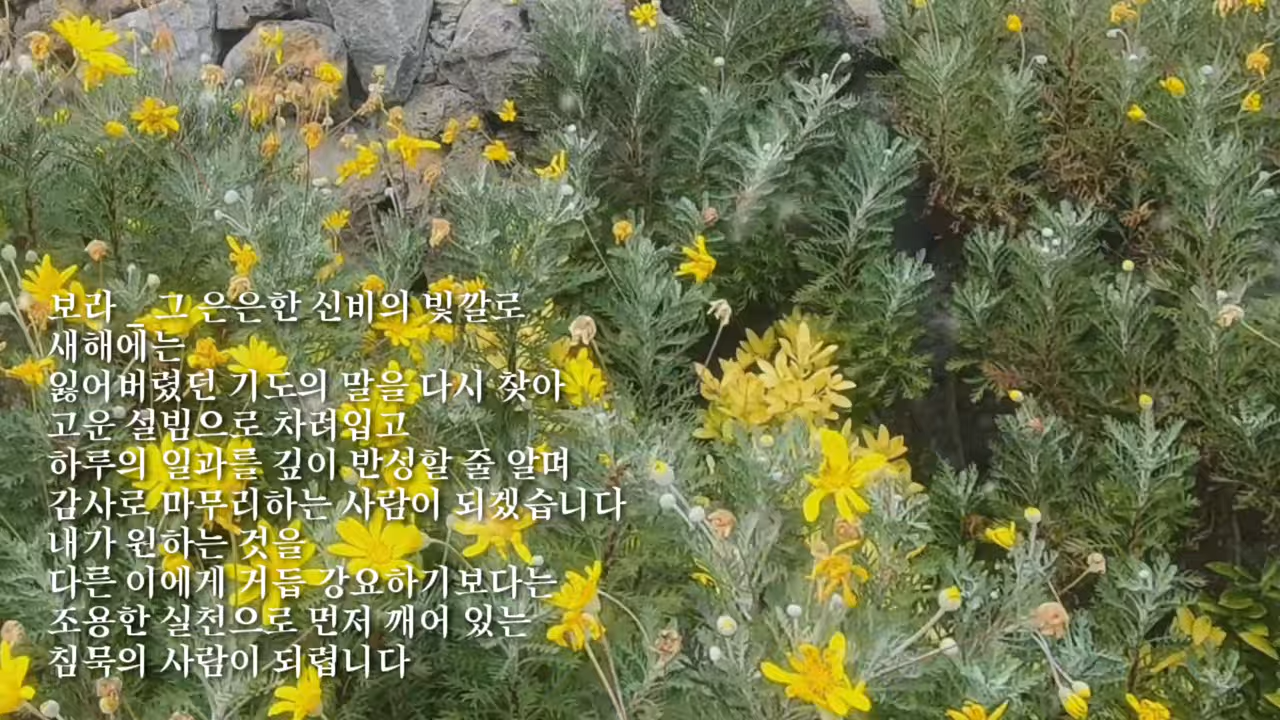 보라 _ 그 은은한 신비의 빛깔로
새해에는
잃어버렸던 기도의 말을 다시 찾아
고운 설빔으로 차려입고
하루의 일과를 깊이 반성할 줄 알며
감사로 마무리하는 사람이 되겠습니다
내가 원하는 것을
다른 이에게 거듭 강요하기보다는
조용한 실천으로 먼저 깨어 있는
침묵의 사람이 되렵니다